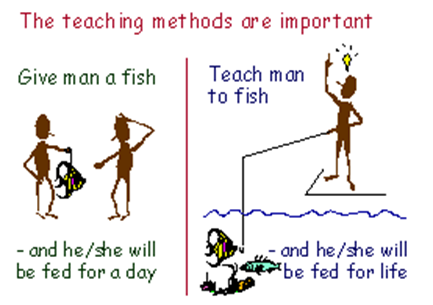 The teaching methods are important
Give man a fish
- and he/she will
be fed for a day
Teach man
to fish
- and he/she will
be fed for life